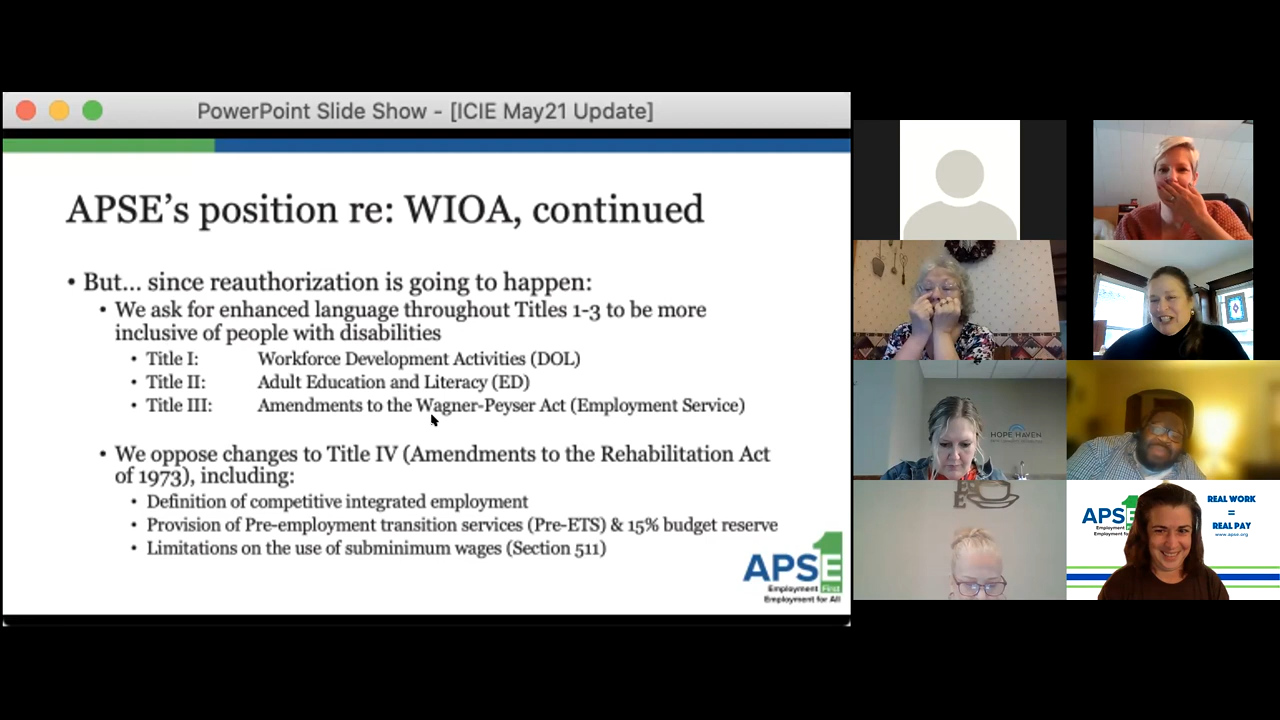 PowerPoint Slide Show - [ICIE May21 Update]
APSE’s position re: WIOA, continued
• But... since reauthorization is going to happen:
• We ask for enhanced language throughout Titles 1-3 to be more
inclusive of people with disabilities
• Title I: Workforce Development Activities (DOL)
• Title II: Adult Education and Literacy (ED)
• Title III: Amendments to the Wagner-Peyser Act (Employment Service)
• We oppose changes to Title IV (Amendments to the Rehabilitation Act
of 1973), including:
• Definition of competitive integrated employment
• Provision of Pre-employment transition services (Pre-ETS) & 15% budget reserve
• Limitations on the use of subminimum wages (Section 511)
APSE
Employment First
Employment for All
HOPE HAVEN
APS
Employment
Employment for
REAL WORK
=
REAL PAY
www.apse.org